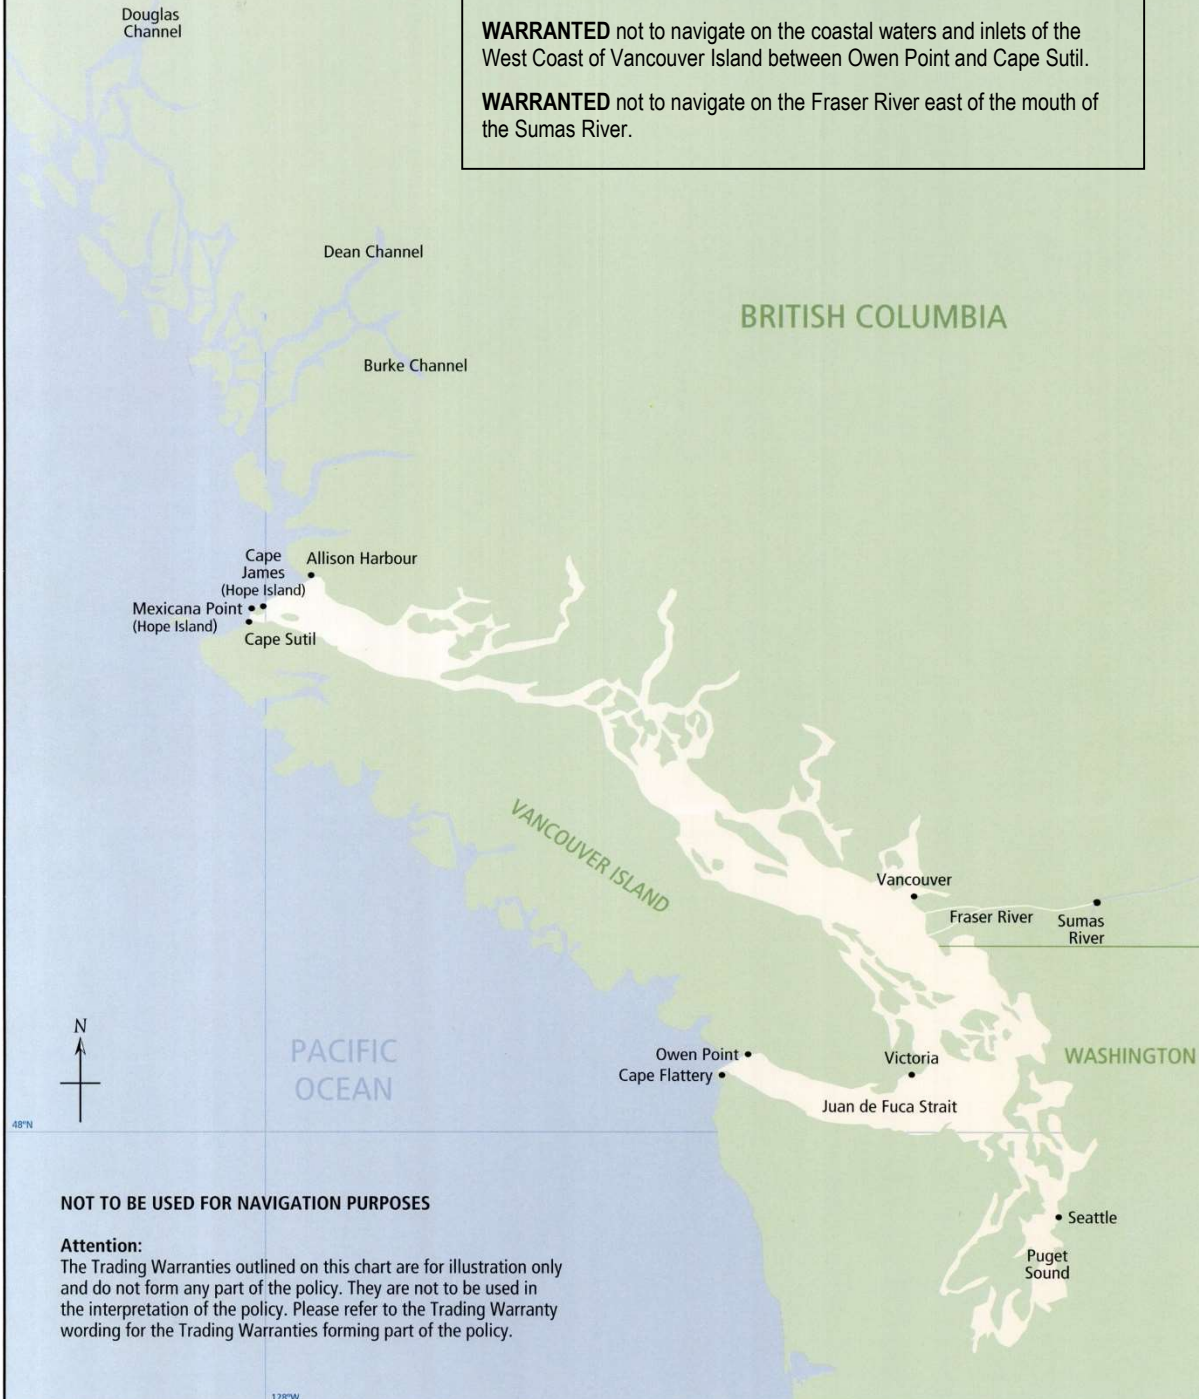 Douglas
Channel
WARRANTED not to navigate on the coastal waters and inlets of the
West Coast of Vancouver Island between Owen Point and Cape Sutil.
WARRANTED not to navigate on the Fraser River east of the mouth of
the Sumas River.
Dean Channel
BRITISH COLUMBIA
Burke Channel
Cape
James
(Hope Island)
Allison Harbour
Mexicana Point
(Hope Island)
Cape Sutil
VANCOUVER ISLAND
Vancouver
Fraser River
Sumas
River
N
PACIFIC
OCEAN
Owen Point
Cape Flattery
Victoria
WASHINGTON
Juan de Fuca Strait
48°N
NOT TO BE USED FOR NAVIGATION PURPOSES
Attention:
The Trading Warranties outlined on this chart are for illustration only
and do not form any part of the policy. They are not to be used in
the interpretation of the policy. Please refer to the Trading Warranty
wording for the Trading Warranties forming part of the policy.
Seattle
Puget
Sound
128°W